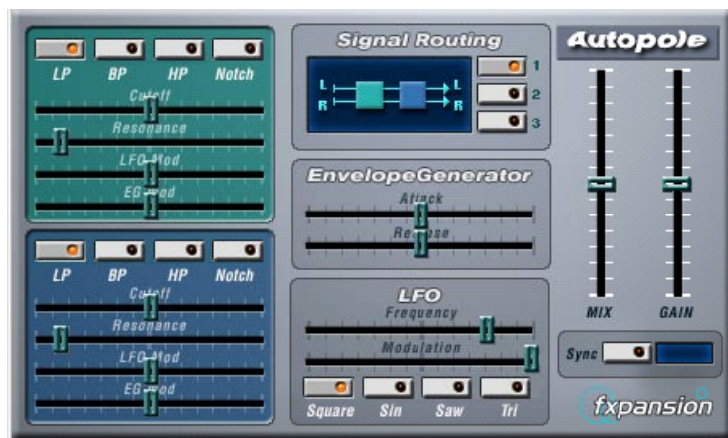 LP BP HP Notch
Cutoff
Resonance
LFO Mod
EG Mod
LP BP HP Notch
Cutoff
Resonance
LFO Mod
EG Mod
Signal Routing
L L
R R
1
2
3
EnvelopeGenerator
Attack
Release
LFO
Frequency
Modulation
Square Sin Saw Tri
Autopole
MIX GAIN
Sync
fxpansion